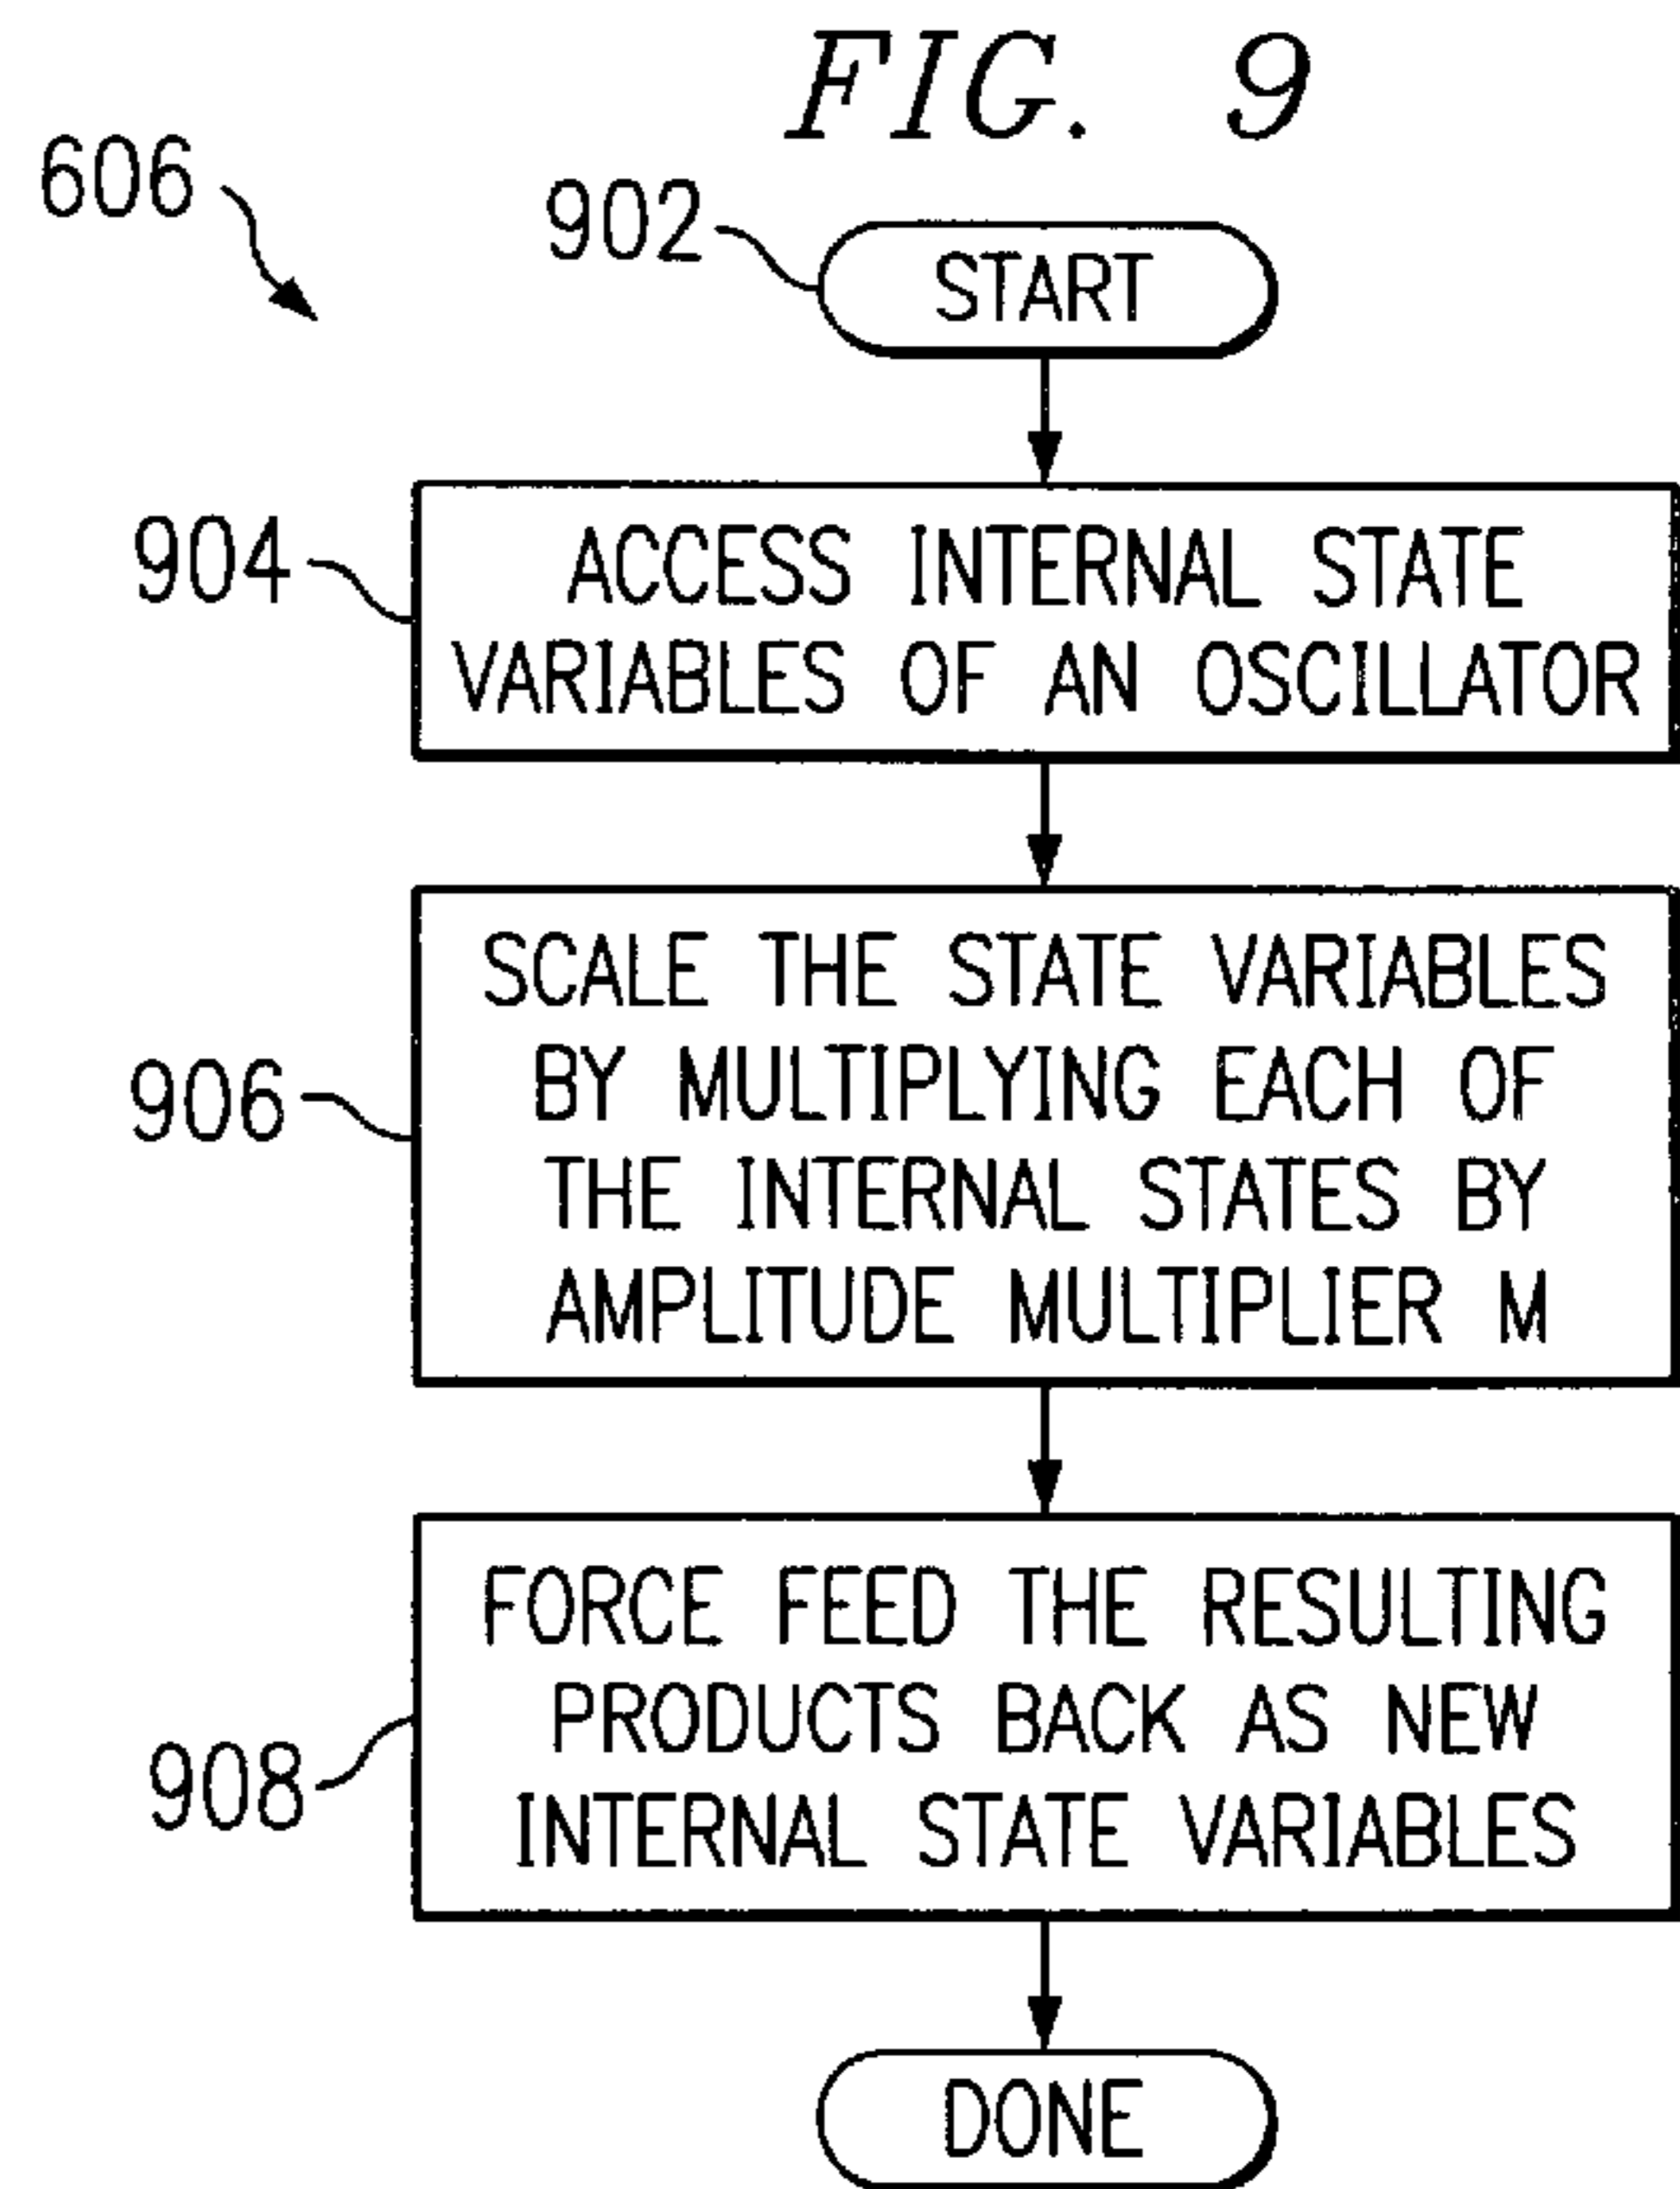 FIG. 9
606
902
START
904
ACCESS INTERNAL STATE
VARIABLES OF AN OSCILLATOR
906
SCALE THE STATE VARIABLES
BY MULTIPLYING EACH OF
THE INTERNAL STATES BY
AMPLITUDE MULTIPLIER M
908
FORCE FEED THE RESULTING
PRODUCTS BACK AS NEW
INTERNAL STATE VARIABLES
DONE